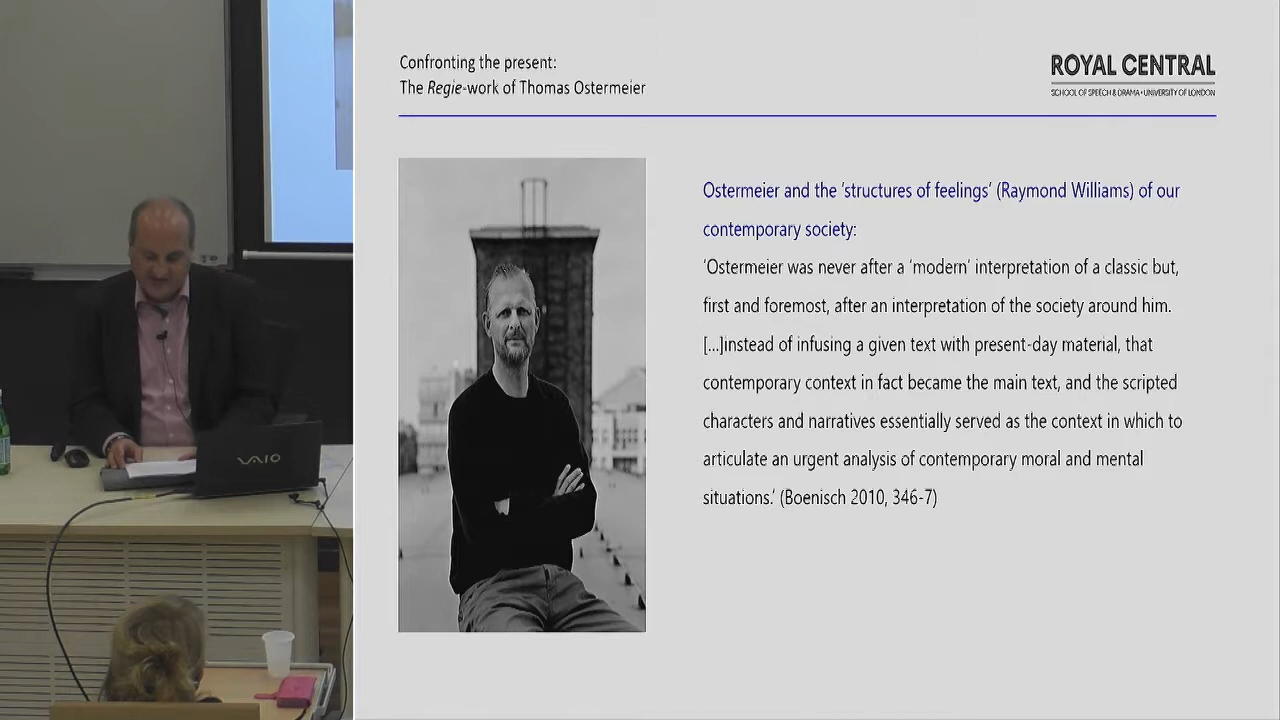 Confronting the present:
The Regie-work of Thomas Ostermeier
ROYAL CENTRAL
SCHOOL OF SPEECH & DRAMA • UNIVERSITY OF LONDON
Ostermeier and the ‘structures of feelings’ (Raymond Williams) of our
contemporary society:
‘Ostermeier was never after a ‘modern’ interpretation of a classic but,
first and foremost, after an interpretation of the society around him.
[...]instead of infusing a given text with present-day material, that
contemporary context in fact became the main text, and the scripted
characters and narratives essentially served as the context in which to
articulate an urgent analysis of contemporary moral and mental
situations.’ (Boenisch 2010, 346-7)
VAIO